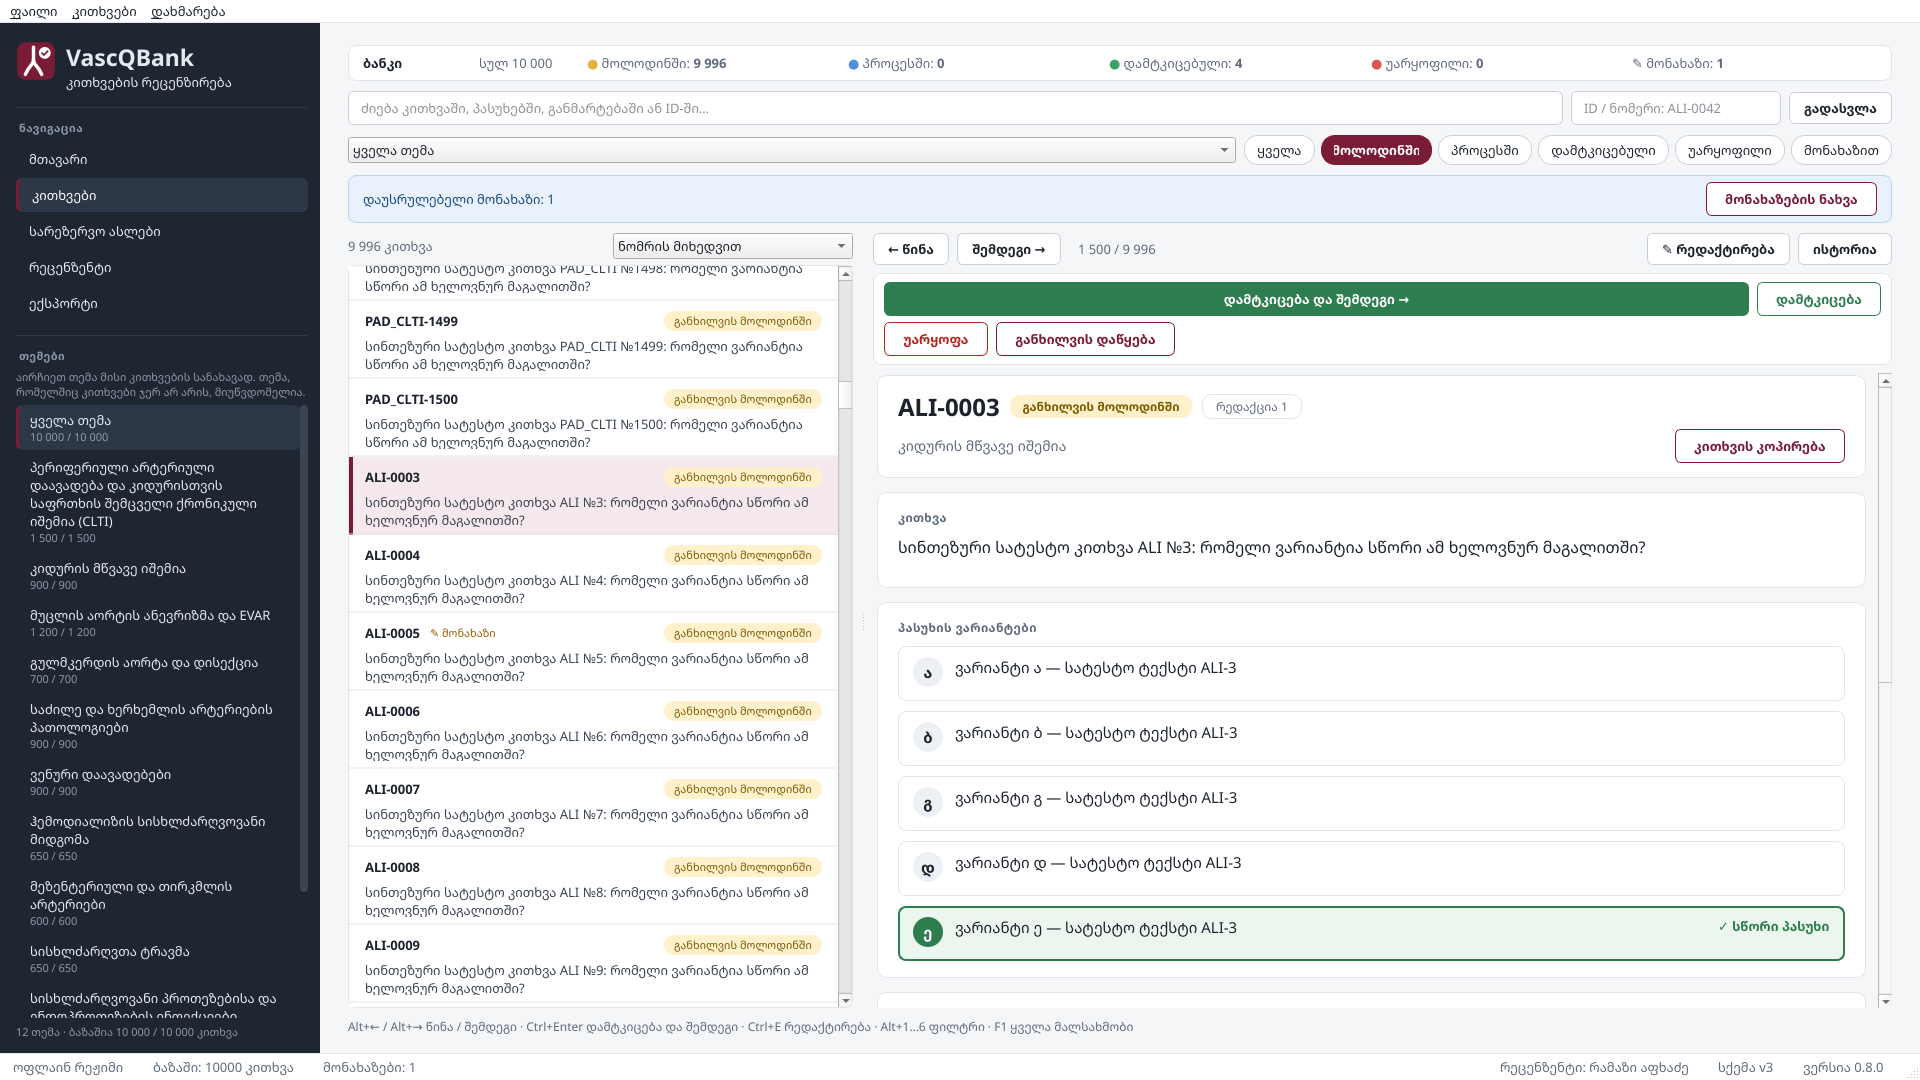 ფაილი კითხვები დახმარება
VascQBank
კითხვების რეცენზირება
ნავიგაცია
მთავარი
კითხვები
სარეზერვო ასლები
რეცენზენტი
ექსპორტი
თემები
აირჩიეთ თემა მისი კითხვების სანახავად. თემა,
რომელშიც კითხვები ჯერ არ არის, მიუწვდომელია.
ყველა თემა
10 000 / 10 000
პერიფერიული არტერიული
დაავადება და კიდურისთვის
საფრთხის შემცველი ქრონიკული
იშემია (CLTI)
1 500 / 1 500
კიდურის მწვავე იშემია
900 / 900
მუცლის აორტის ანევრიზმა და EVAR
1 200 / 1 200
გულმკერდის აორტა და დისექცია
700 / 700
საძილე და ხერხემლის არტერიების
პათოლოგიები
900 / 900
ვენური დაავადებები
900 / 900
ჰემოდიალიზის სისხლძარღვოვანი
მიდგომა
650 / 650
მეზენტერიული და თირკმლის
არტერიები
600 / 600
სისხლძარღვთა ტრავმა
650 / 650
სისხლძარღვოვანი პროთეზებისა და
ენდოპროთეზების ინფექციები
12 თემა · ბაზაშია 10 000 / 10 000 კითხვა
ბანკი სულ 10 000 მოლოდინში: 9 996 პროცესში: 0 დამტკიცებული: 4 უარყოფილი: 0 ✎ მონახაზი: 1
ძიება კითხვაში, პასუხებში, განმარტებაში ან ID-ში... ID / ნომერი: ALI-0042 გადასვლა
ყველა თემა ყველა მოლოდინში პროცესში დამტკიცებული უარყოფილი მონახაზით
დაუსრულებელი მონახაზი: 1 მონახაზების ნახვა
9 996 კითხვა ნომრის მიხედვით
სინთეზური სატესტო კითხვა PAD_CLTI №1498: რომელი ვარიანტია
სწორი ამ ხელოვნურ მაგალითში?
PAD_CLTI-1499 განხილვის მოლოდინში
სინთეზური სატესტო კითხვა PAD_CLTI №1499: რომელი ვარიანტია
სწორი ამ ხელოვნურ მაგალითში?
PAD_CLTI-1500 განხილვის მოლოდინში
სინთეზური სატესტო კითხვა PAD_CLTI №1500: რომელი ვარიანტია
სწორი ამ ხელოვნურ მაგალითში?
ALI-0003 განხილვის მოლოდინში
სინთეზური სატესტო კითხვა ALI №3: რომელი ვარიანტია სწორი ამ
ხელოვნურ მაგალითში?
ALI-0004 განხილვის მოლოდინში
სინთეზური სატესტო კითხვა ALI №4: რომელი ვარიანტია სწორი ამ
ხელოვნურ მაგალითში?
ALI-0005 ✎ მონახაზი განხილვის მოლოდინში
სინთეზური სატესტო კითხვა ALI №5: რომელი ვარიანტია სწორი ამ
ხელოვნურ მაგალითში?
ALI-0006 განხილვის მოლოდინში
სინთეზური სატესტო კითხვა ALI №6: რომელი ვარიანტია სწორი ამ
ხელოვნურ მაგალითში?
ALI-0007 განხილვის მოლოდინში
სინთეზური სატესტო კითხვა ALI №7: რომელი ვარიანტია სწორი ამ
ხელოვნურ მაგალითში?
ALI-0008 განხილვის მოლოდინში
სინთეზური სატესტო კითხვა ALI №8: რომელი ვარიანტია სწორი ამ
ხელოვნურ მაგალითში?
ALI-0009 განხილვის მოლოდინში
სინთეზური სატესტო კითხვა ALI №9: რომელი ვარიანტია სწორი ამ
ხელოვნურ მაგალითში?
← წინა შემდეგი → 1 500 / 9 996 ✎ რედაქტირება ისტორია
დამტკიცება და შემდეგი → დამტკიცება
უარყოფა განხილვის დაწყება
ALI-0003 განხილვის მოლოდინში რედაქცია 1
კიდურის მწვავე იშემია კითხვის კოპირება
კითხვა
სინთეზური სატესტო კითხვა ALI №3: რომელი ვარიანტია სწორი ამ ხელოვნურ მაგალითში?
პასუხის ვარიანტები
ა ვარიანტი ა — სატესტო ტექსტი ALI-3
ბ ვარიანტი ბ — სატესტო ტექსტი ALI-3
გ ვარიანტი გ — სატესტო ტექსტი ALI-3
დ ვარიანტი დ — სატესტო ტექსტი ALI-3
ე ვარიანტი ე — სატესტო ტექსტი ALI-3 ✓ სწორი პასუხი
Alt+← / Alt+→ წინა / შემდეგი · Ctrl+Enter დამტკიცება და შემდეგი · Ctrl+E რედაქტირება · Alt+1...6 ფილტრი · F1 ყველა მალსახმობი
ოფლაინ რეჟიმი ბაზაში: 10000 კითხვა მონახაზები: 1 რეცენზენტი: რამაზი აფხაძე სქემა v3 ვერსია 0.8.0